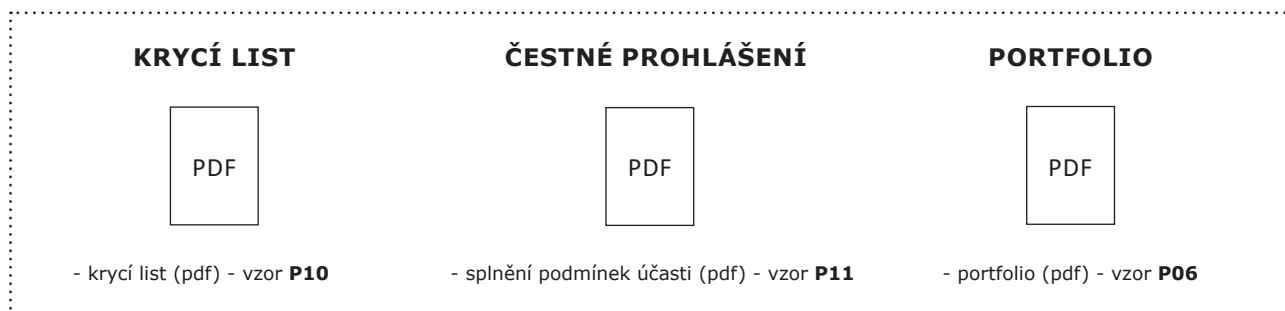 KRYCÍ LIST
ČESTNÉ PROHLÁŠENÍ
PORTFOLIO
PDF
PDF
PDF
- krycí list (pdf) - vzor P10
- splnění podmínek účasti (pdf) - vzor P11
- portfolio (pdf) - vzor P06